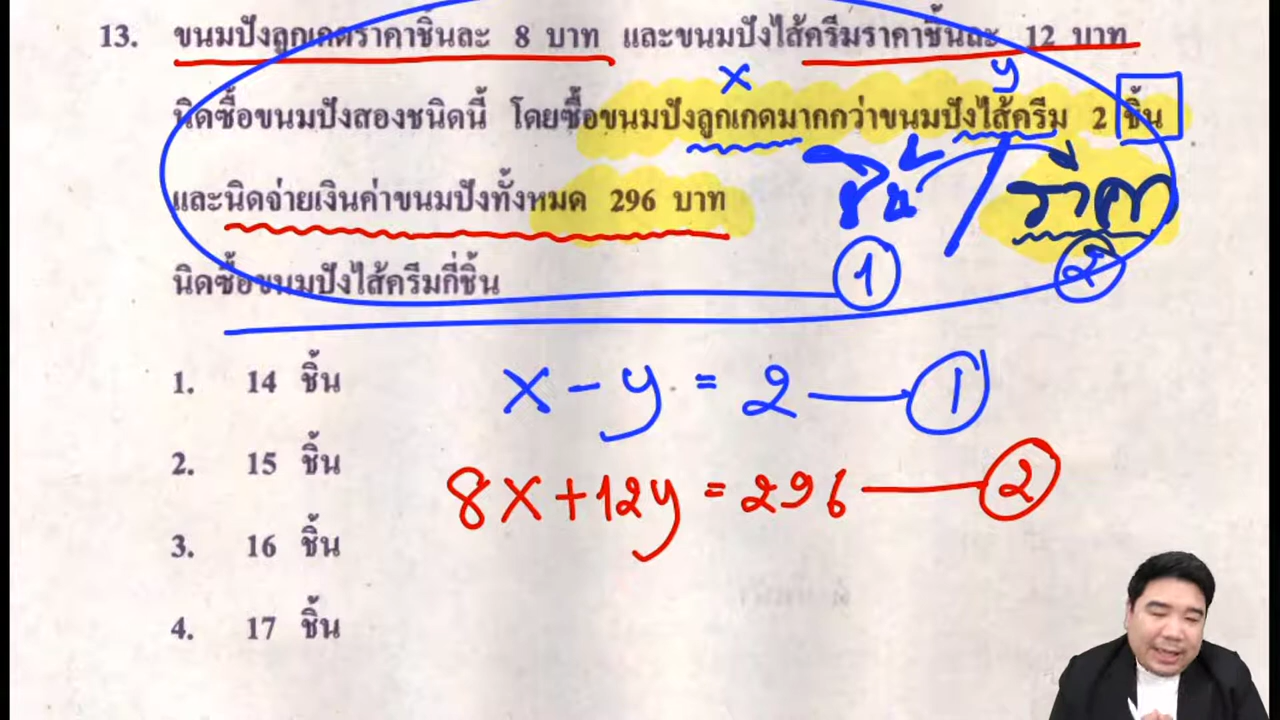 13. ขนมปังลูกเกดราคาชิ้นละ 8 บาท และขนมปังไส้ครีมราคาชิ้นละ 12 บาท
x y
นิดซื้อขนมปังสองชนิดนี้ โดยซื้อขนมปังลูกเกดมากกว่าขนมปังไส้ครีม 2 ชิ้น
และนิดจ่ายเงินค่าขนมปังทั้งหมด 296 บาท
ชิ้น / ราคา
1 2
นิดซื้อขนมปังไส้ครีมกี่ชิ้น
1. 14 ชิ้น
x - y = 2 — 1
2. 15 ชิ้น
8x + 12y = 296 — 2
3. 16 ชิ้น
4. 17 ชิ้น